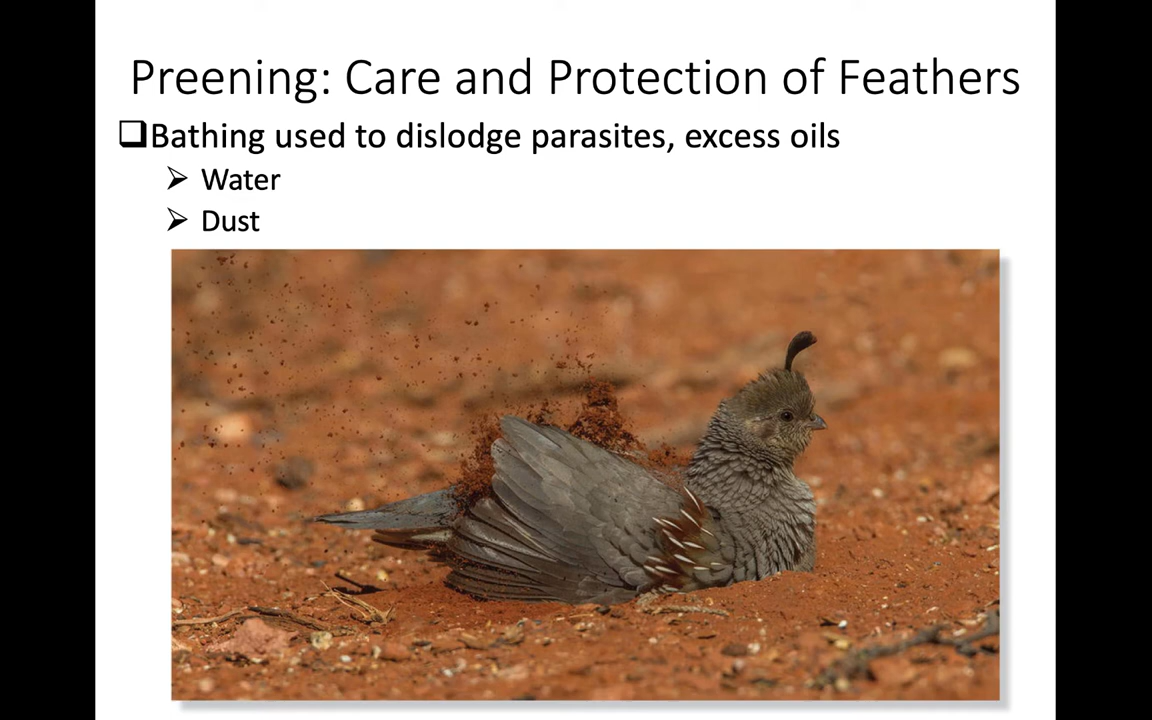 Preening: Care and Protection of Feathers
Bathing used to dislodge parasites, excess oils
Water
Dust